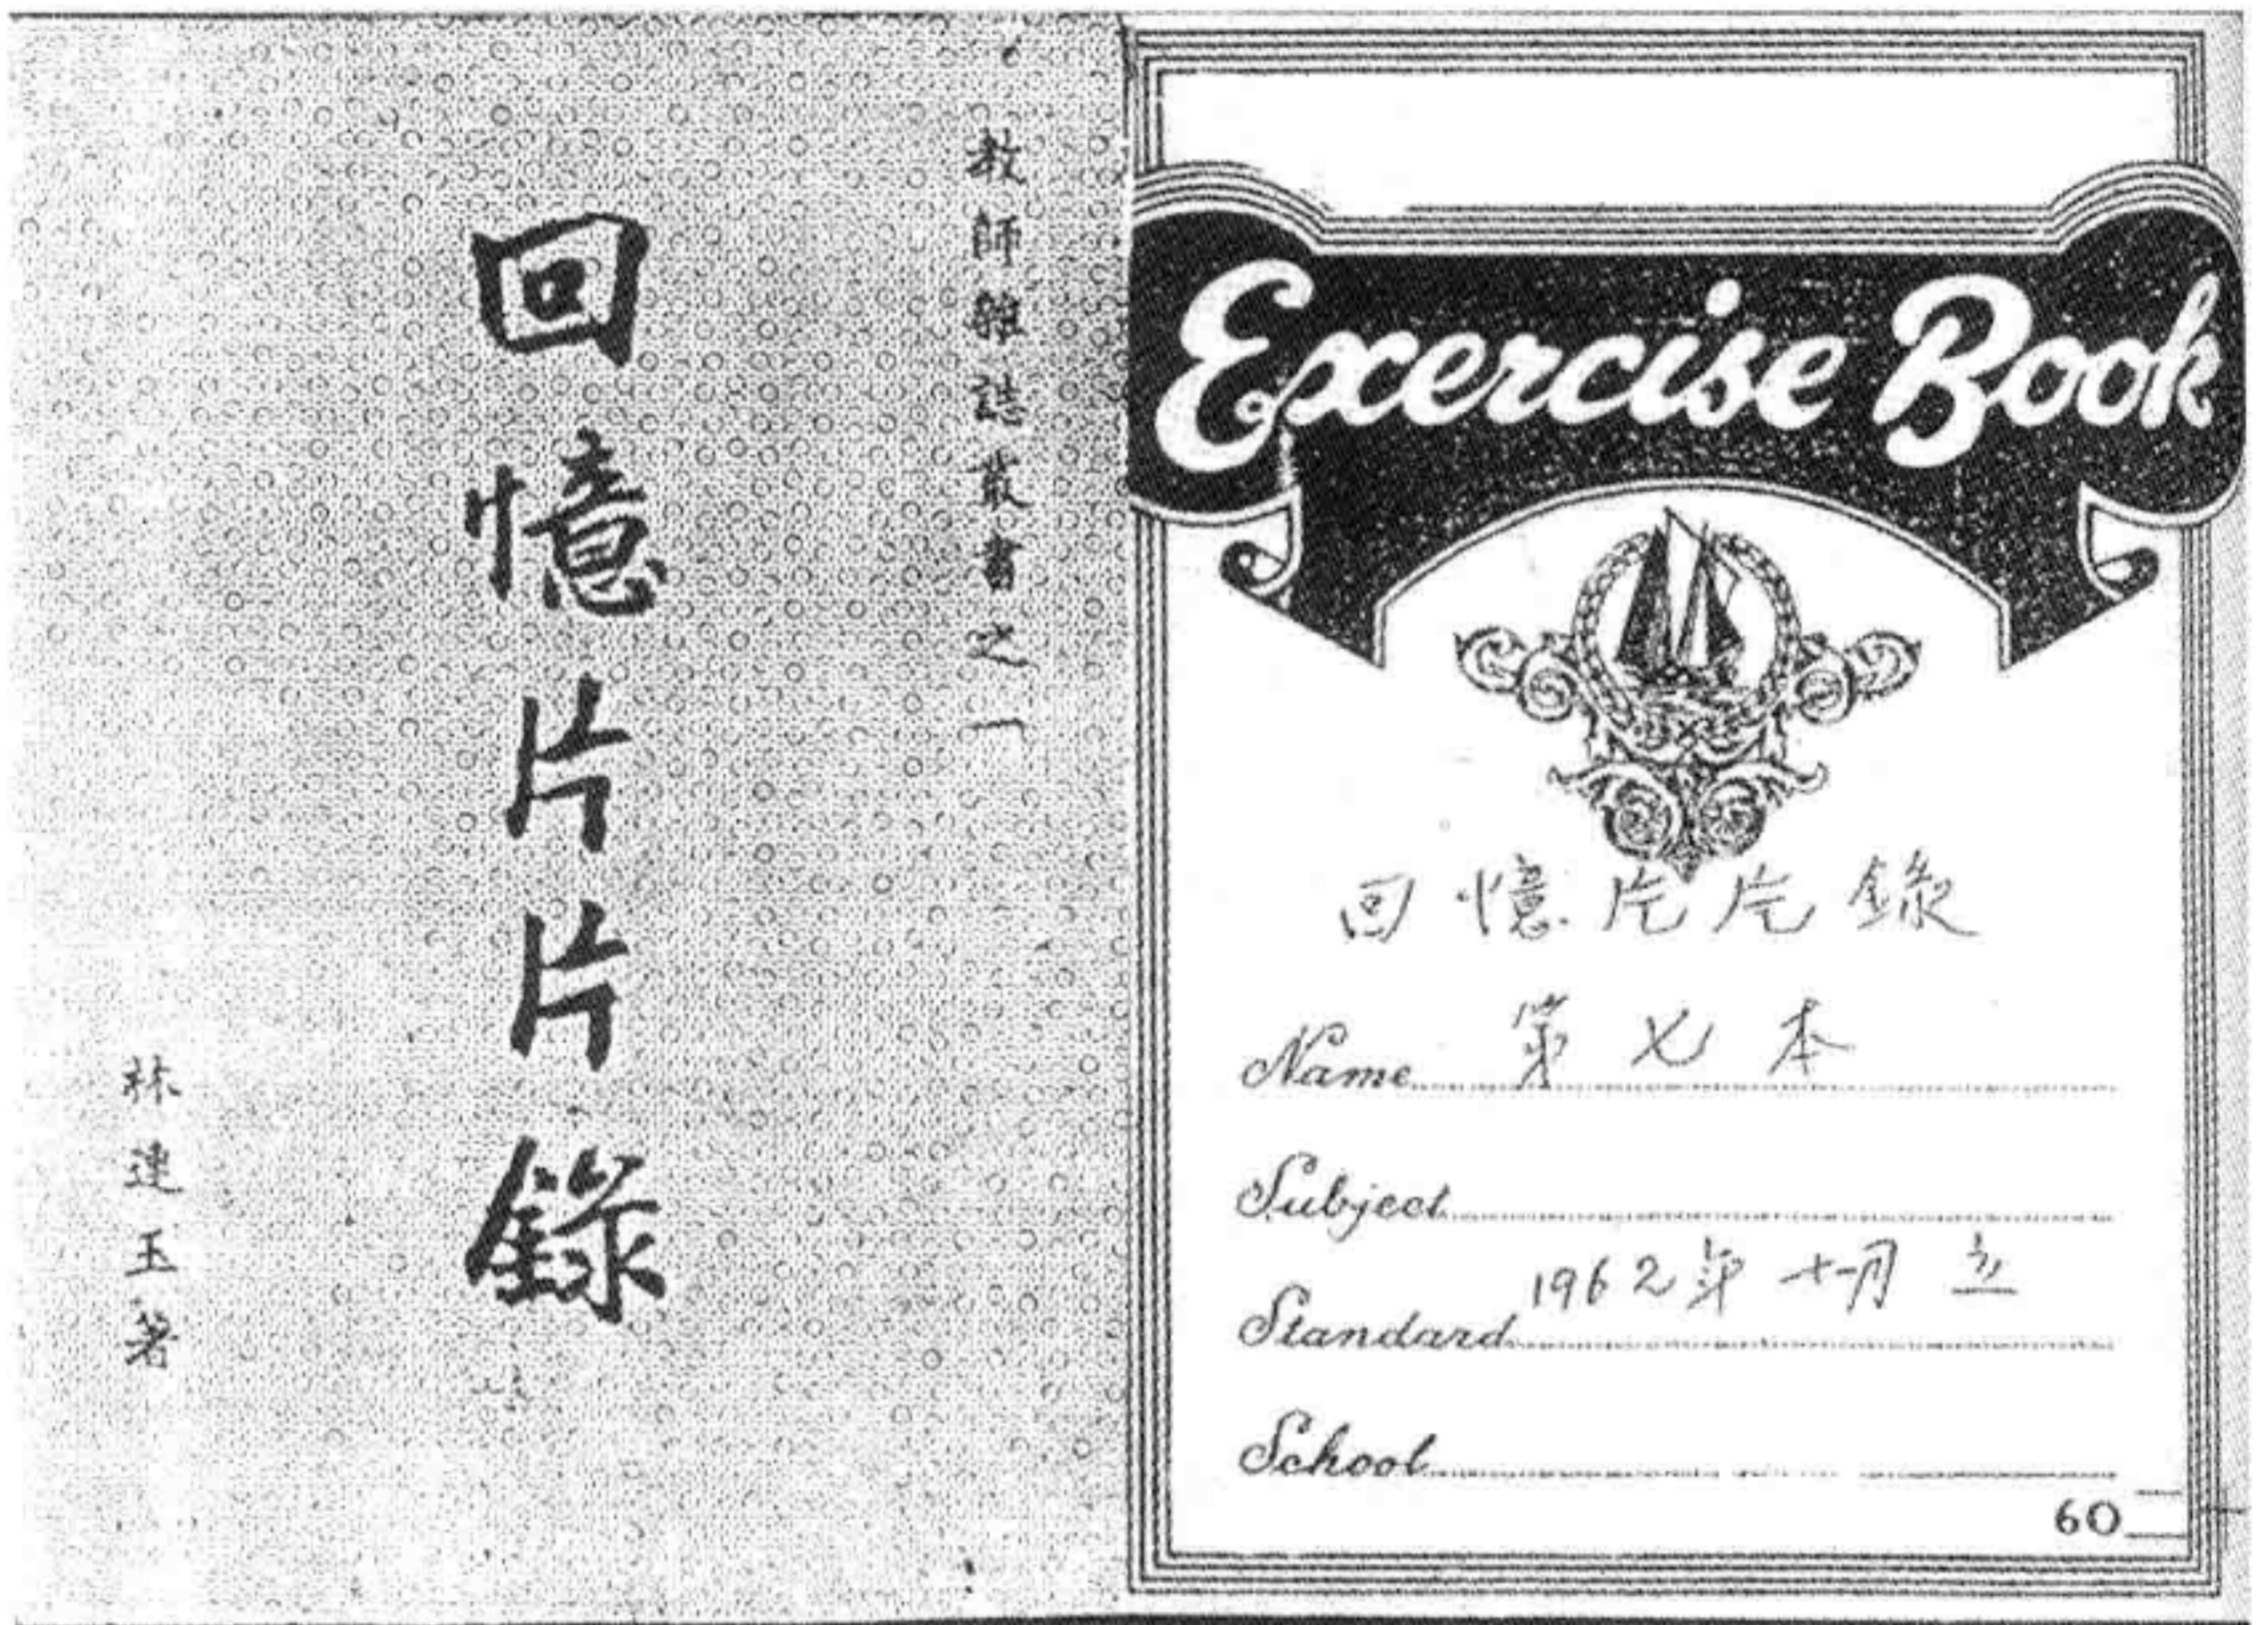 教師雜誌叢書之一
回憶片片錄
林連玉著
Exercise Book
回憶片片錄
Name 第七本
Subject
Standard 1962年十一月立
School
60